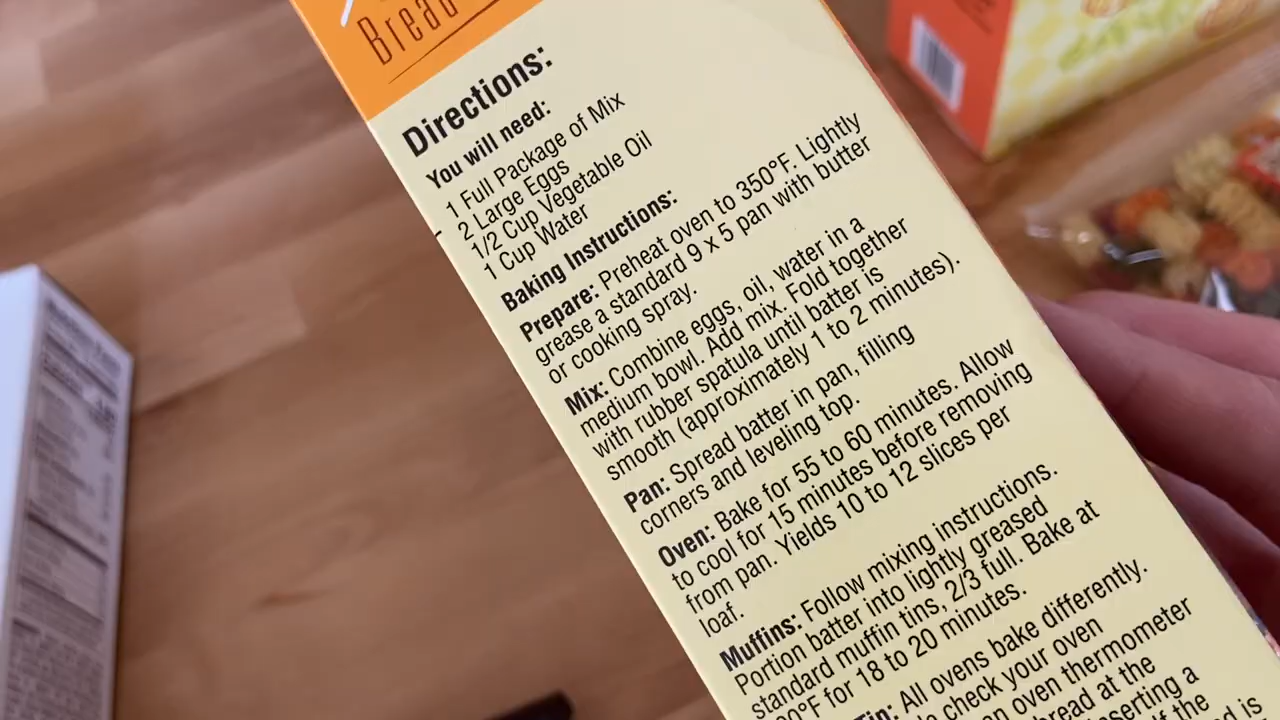 Bread
Directions:
You will need:
1 Full Package of Mix
2 Large Eggs
1/2 Cup Vegetable Oil
1 Cup Water
Baking Instructions:
Prepare: Preheat oven to 350°F. Lightly
grease a standard 9 x 5 pan with butter
or cooking spray.
Mix: Combine eggs, oil, water in a
medium bowl. Add mix. Fold together
with rubber spatula until batter is
smooth (approximately 1 to 2 minutes).
Pan: Spread batter in pan, filling
corners and leveling top.
Oven: Bake for 55 to 60 minutes. Allow
to cool for 15 minutes before removing
from pan. Yields 10 to 12 slices per
loaf.
Muffins: Follow mixing instructions.
Portion batter into lightly greased
standard muffin tins, 2/3 full. Bake at
0°F for 18 to 20 minutes.
Tip: All ovens bake differently.
check your oven
an oven thermometer
bread at the
inserting a
if the
d is